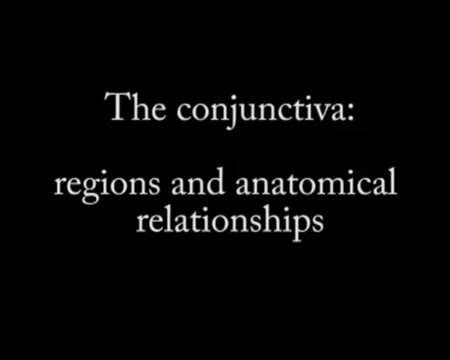 The conjunctiva:
regions and anatomical
relationships